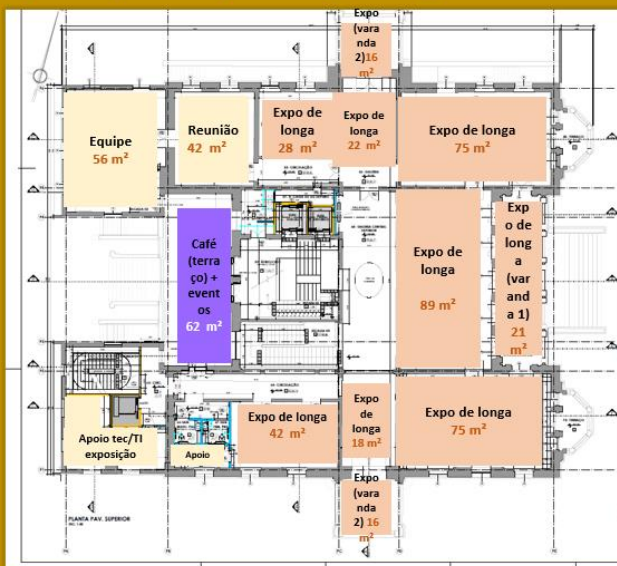 Expo
(vara
nda
2)16
m²
Equipe
56 m²
Reunião
42 m²
Expo de
longa
28 m²
Expo de
longa
22 m²
Expo de longa
75 m²
Café
(terra
ço) +
event
os
62 m²
Expo de
longa
89 m²
Exp
o de
long
a
(var
and
a 1)
21
m²
Apoio tec/TI
exposição
Apoio
Expo de longa
42 m²
Expo
de
longa
18 m²
Expo de longa
75 m²
Expo
(vara
nda
2) 16
m²
PLANTA PAV. SUPERIOR